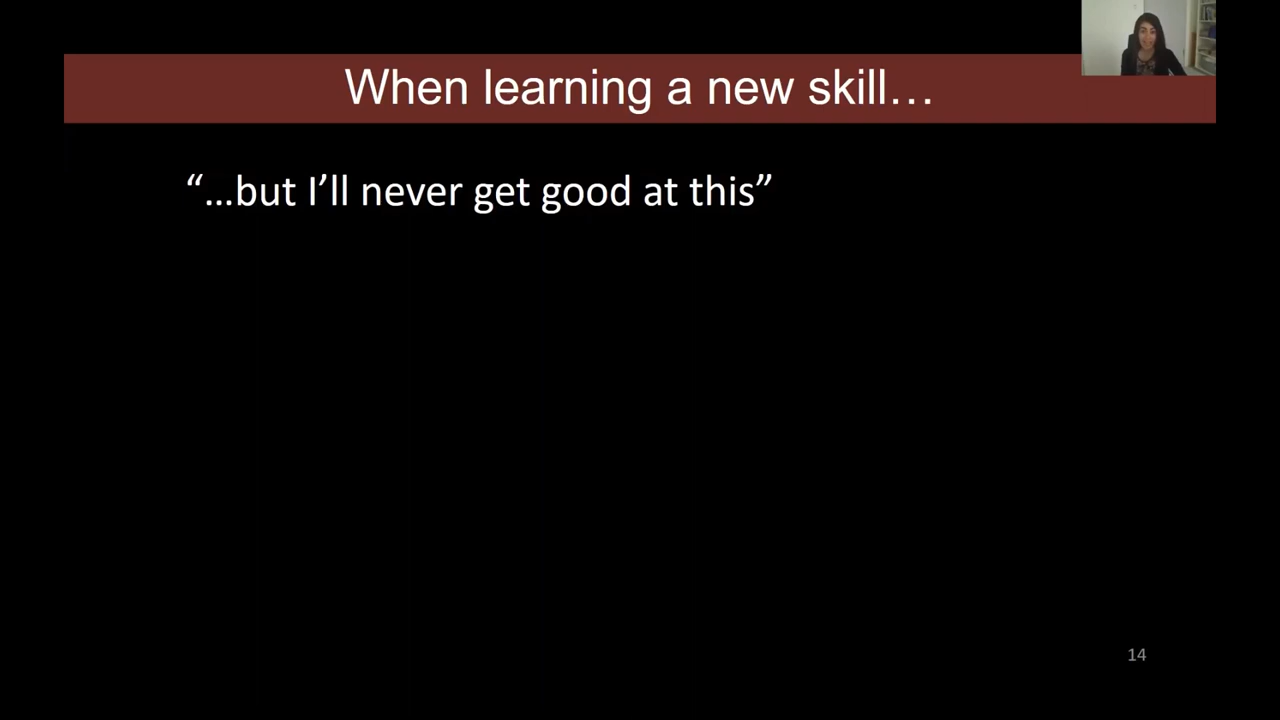 When learning a new skill…
“…but I’ll never get good at this”
14